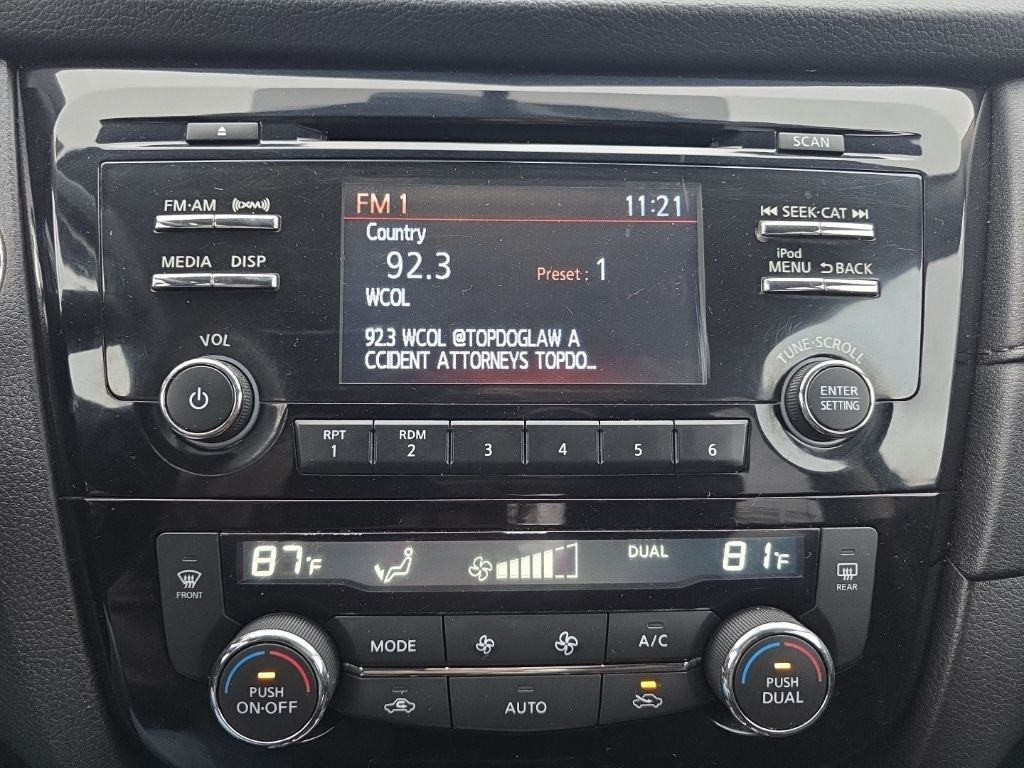 SCAN
FM·AM ((XM))
SEEK·CAT
MEDIA DISP
iPod
MENU BACK
FM 1 11:21
Country
92.3 Preset : 1
WCOL
92.3 WCOL @TOPDOGLAW A
CCIDENT ATTORNEYS TOPDO...
VOL
TUNE·SCROLL
ENTER
SETTING
RPT
1
RDM
2
3
4
5
6
87°F DUAL 81°F
FRONT
REAR
MODE
A/C
PUSH
ON·OFF
AUTO
PUSH
DUAL